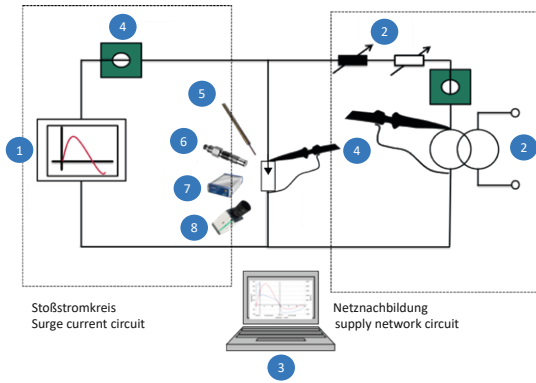 4
2
5
1
6
4
2
7
8
Stoßstromkreis
Surge current circuit
Netznachbildung
supply network circuit
3